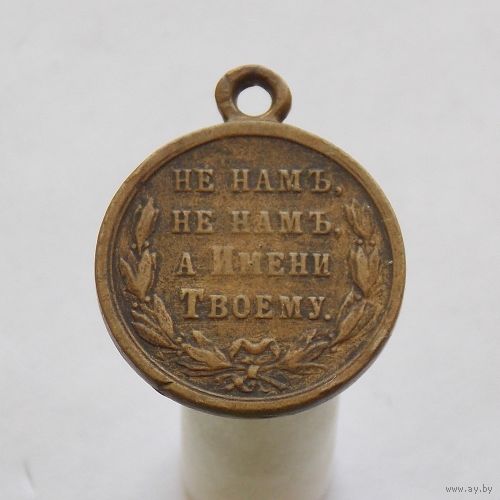 НЕ НАМЪ,
НЕ НАМЪ.
А ИМЕНИ
ТВОЕМУ.
© www.ay.by